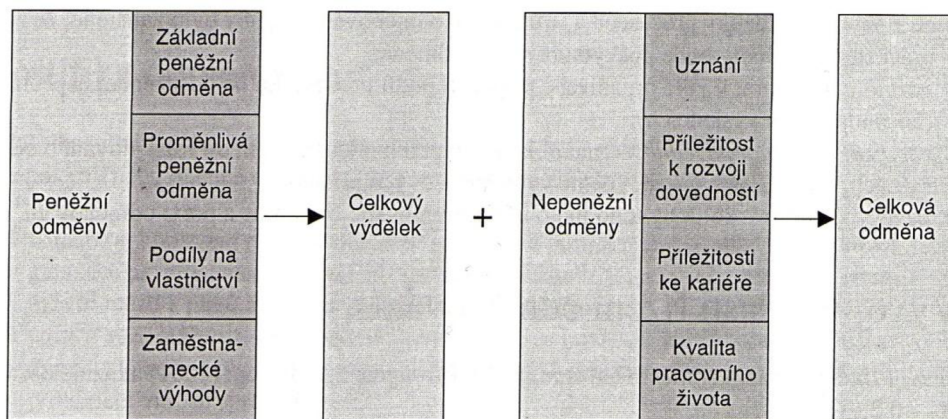 Peněžní
odměny
Základní
peněžní
odměna
Proměnlivá
peněžní
odměna
Podíly na
vlastnictví
Zaměstna-
necké
výhody
Celkový
výdělek
+
Nepeněžní
odměny
Uznání
Příležitost
k rozvoji
dovedností
Příležitosti
ke kariéře
Kvalita
pracovního
života
Celková
odměna